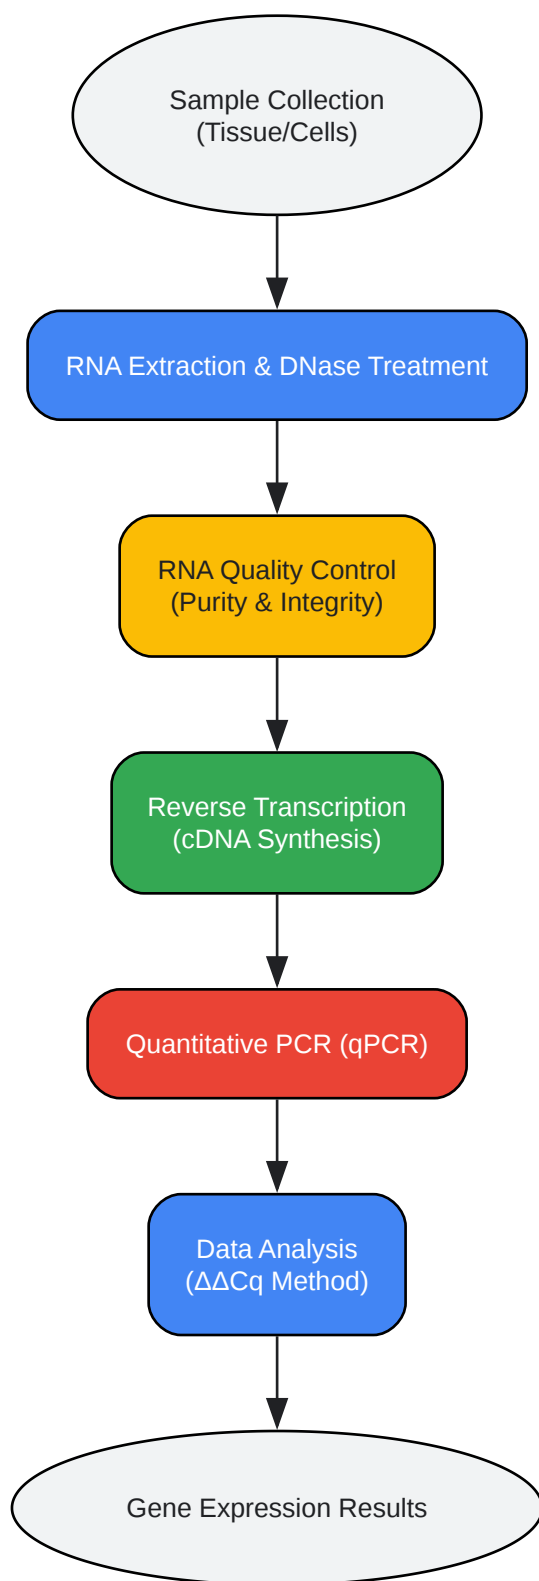 Sample Collection
(Tissue/Cells)
RNA Extraction & DNase Treatment
RNA Quality Control
(Purity & Integrity)
Reverse Transcription
(cDNA Synthesis)
Quantitative PCR (qPCR)
Data Analysis
(ΔΔCq Method)
Gene Expression Results